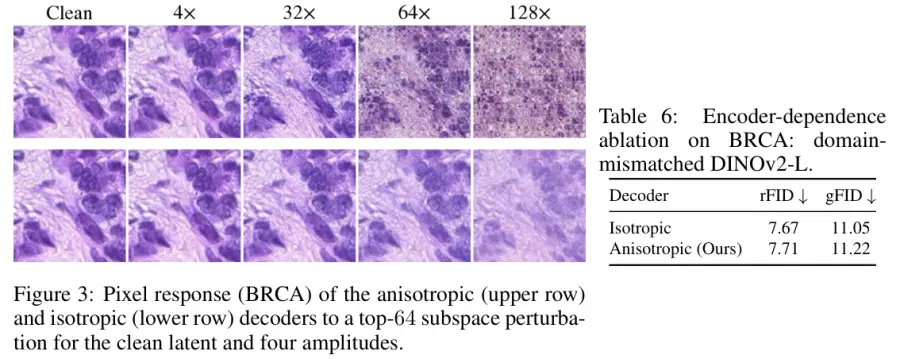 Clean 4× 32× 64× 128×
Figure 3: Pixel response (BRCA) of the anisotropic (upper row)
and isotropic (lower row) decoders to a top-64 subspace perturba-
tion for the clean latent and four amplitudes.
Table 6: Encoder-dependence
ablation on BRCA: domain-
mismatched DINOv2-L.
Decoder rFID ↓ gFID ↓
Isotropic 7.67 11.05
Anisotropic (Ours) 7.71 11.22